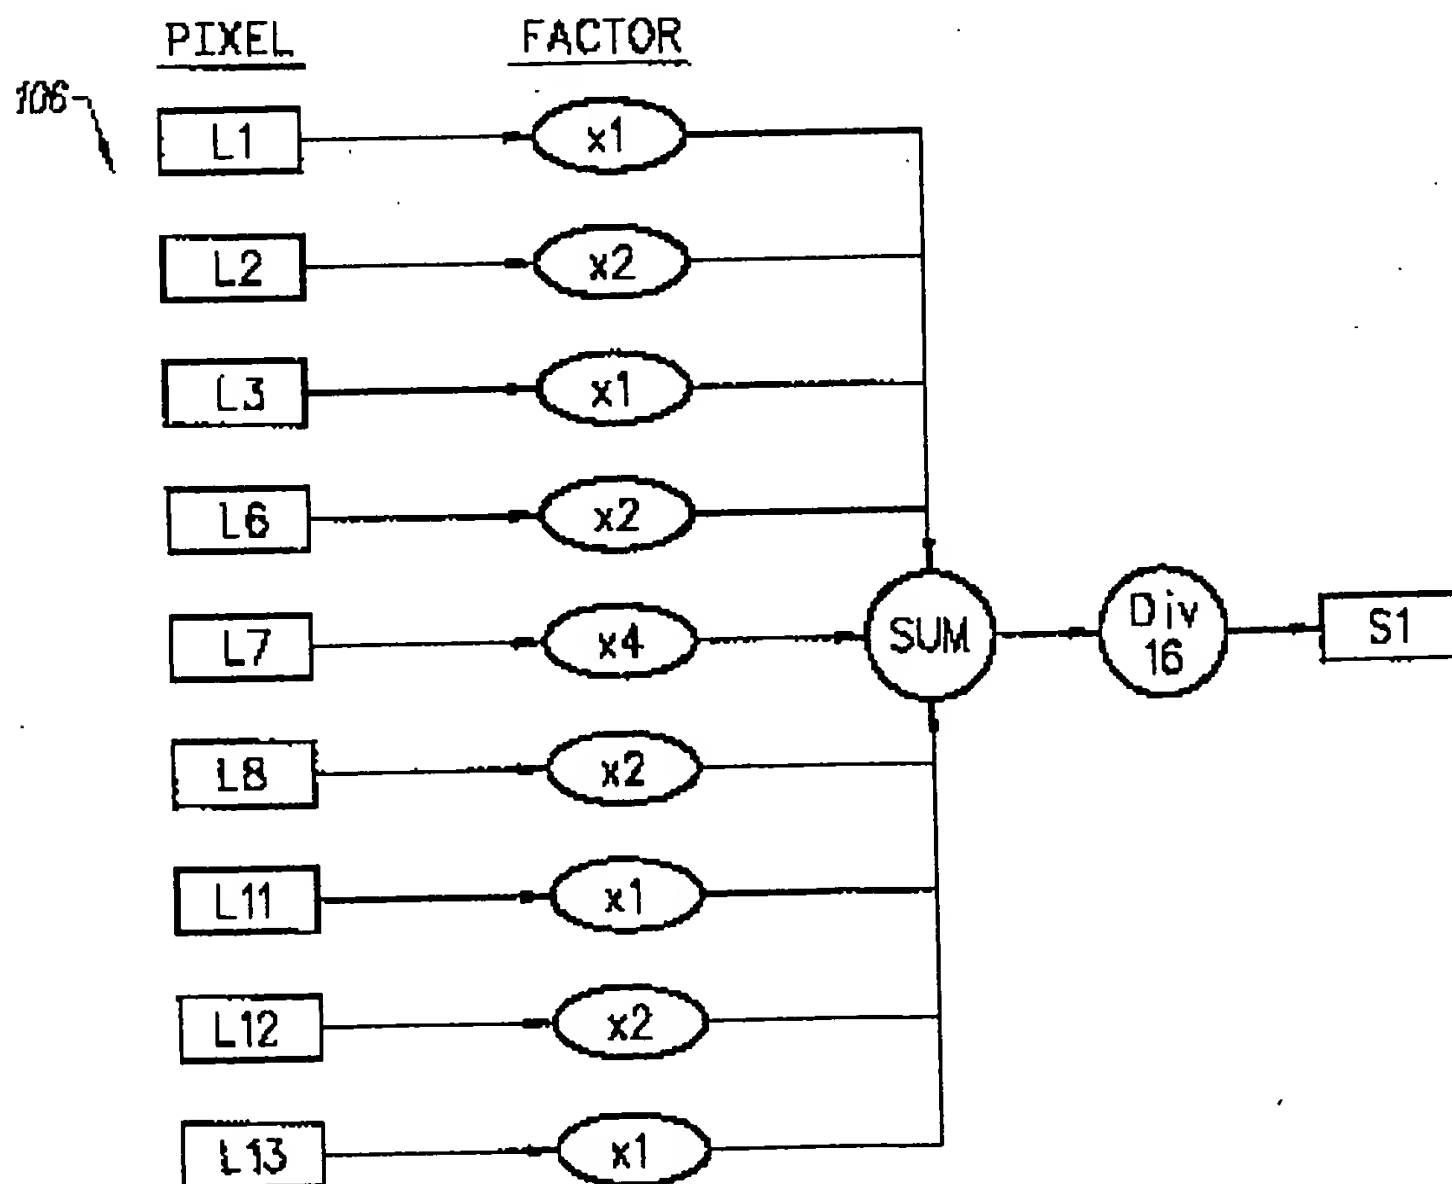 PIXEL FACTOR
106
L1 x1
L2 x2
L3 x1
L6 x2
L7 x4 SUM Div 16 S1
L8 x2
L11 x1
L12 x2
L13 x1